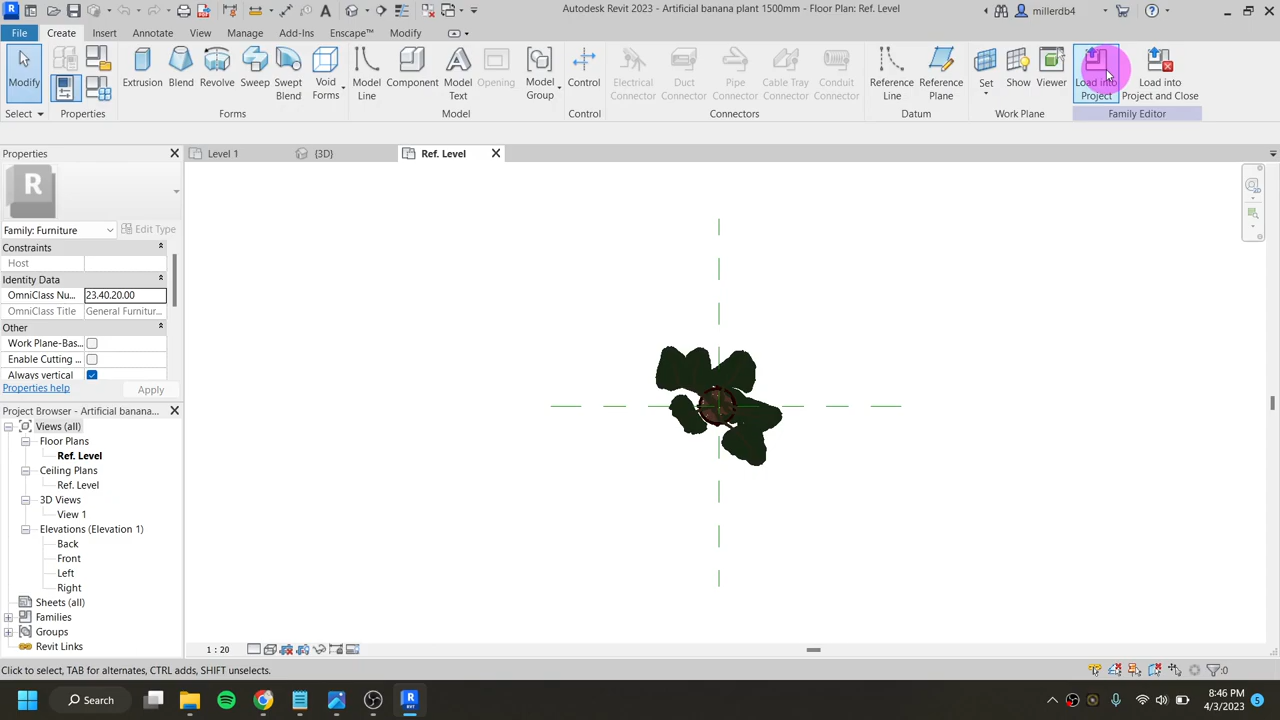 Autodesk Revit 2023 - Artificial banana plant 1500mm - Floor Plan: Ref. Level
millerdb4
File Create Insert Annotate View Manage Add-Ins Enscape™ Modify
Modify
Extrusion Blend Revolve Sweep Swept Blend Void Forms
Model Line Component Model Text Opening Model Group
Control
Electrical Connector Duct Connector Pipe Connector Cable Tray Connector Conduit Connector
Reference Line Reference Plane
Set Show Viewer
Load into Project Load into Project and Close
Select Properties Forms Model Control Connectors Datum Work Plane Family Editor
Properties
Level 1 {3D} Ref. Level
R
2D
Family: Furniture Edit Type
Constraints
Host
Identity Data
OmniClass Nu... 23.40.20.00
OmniClass Title General Furnitur...
Other
Work Plane-Bas...
Enable Cutting ...
Always vertical
Properties help Apply
Project Browser - Artificial banana...
Views (all)
Floor Plans
Ref. Level
Ceiling Plans
Ref. Level
3D Views
View 1
Elevations (Elevation 1)
Back
Front
Left
Right
Sheets (all)
Families
Groups
Revit Links
1 : 20
Click to select, TAB for alternates, CTRL adds, SHIFT unselects.
:0
Search
R
RVT
8:46 PM
4/3/2023
5